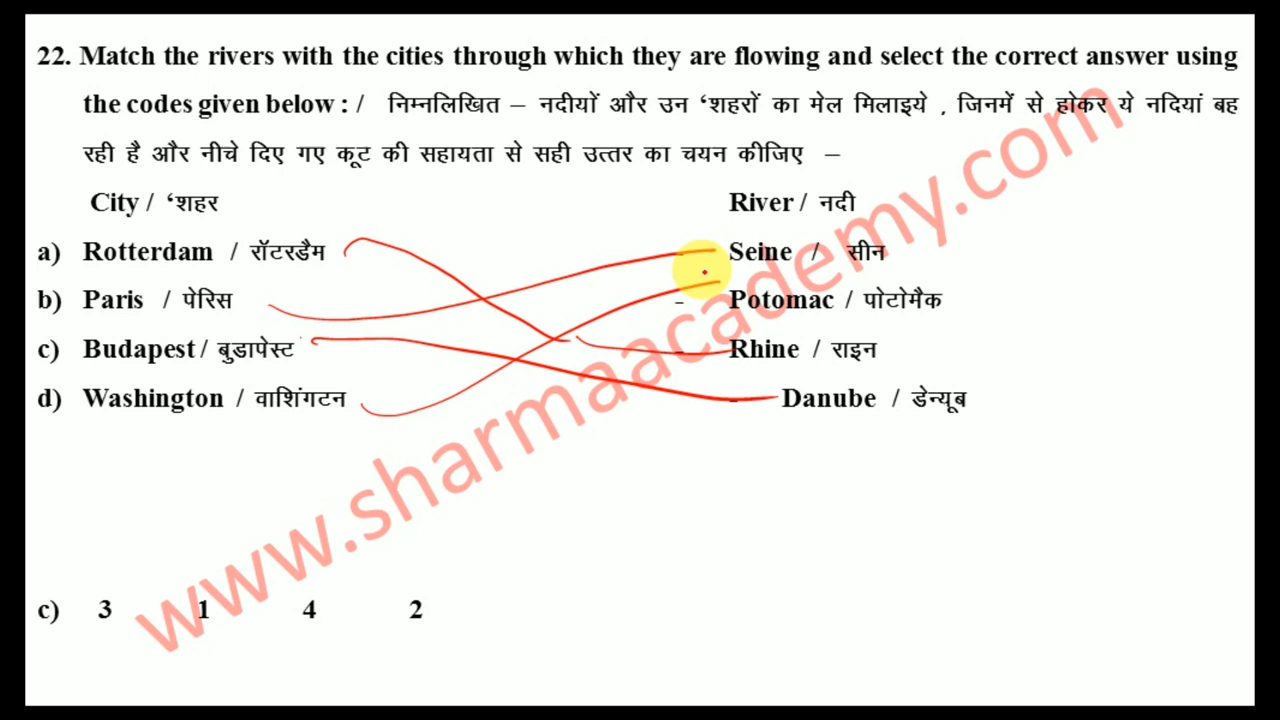 22. Match the rivers with the cities through which they are flowing and select the correct answer using
the codes given below : / निम्नलिखित – नदीयों और उन ‘शहरों का मेल मिलाइये , जिनमें से होकर ये नदियां बह
रही है और नीचे दिए गए कूट की सहायता से सही उत्तर का चयन कीजिए –
City / ‘शहर River / नदी
a) Rotterdam / रॉटरडैम Seine / सीन
b) Paris / पेरिस - Potomac / पोटोमैक
c) Budapest / बुडापेस्ट - Rhine / राइन
d) Washington / वाशिंगटन - Danube / डेन्यूब
c) 3 1 4 2
www.sharmaacademy.com